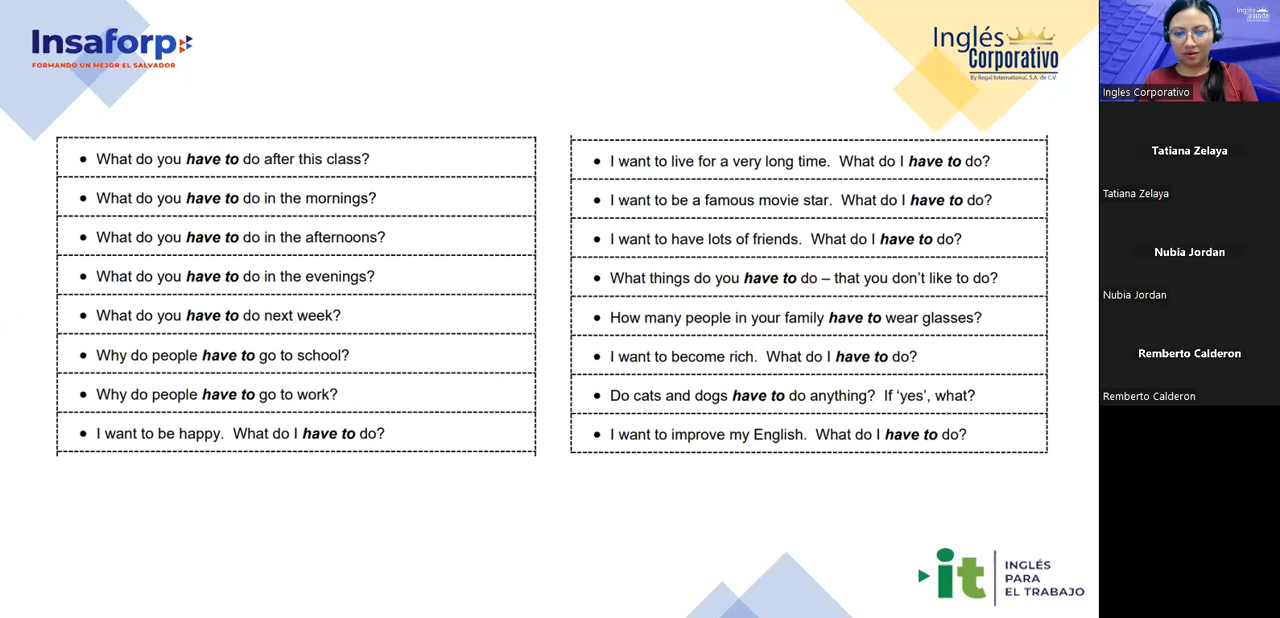 Insaforp
FORMANDO UN MEJOR EL SALVADOR
Inglés
Corporativo
By Regal International, S.A. de C.V.
• What do you have to do after this class?
• What do you have to do in the mornings?
• What do you have to do in the afternoons?
• What do you have to do in the evenings?
• What do you have to do next week?
• Why do people have to go to school?
• Why do people have to go to work?
• I want to be happy. What do I have to do?
• I want to live for a very long time. What do I have to do?
• I want to be a famous movie star. What do I have to do?
• I want to have lots of friends. What do I have to do?
• What things do you have to do – that you don’t like to do?
• How many people in your family have to wear glasses?
• I want to become rich. What do I have to do?
• Do cats and dogs have to do anything? If ‘yes’, what?
• I want to improve my English. What do I have to do?
it
INGLÉS
PARA
EL TRABAJO
Inglés
Ingles Corporativo
Tatiana Zelaya
Tatiana Zelaya
Nubia Jordan
Nubia Jordan
Remberto Calderon
Remberto Calderon